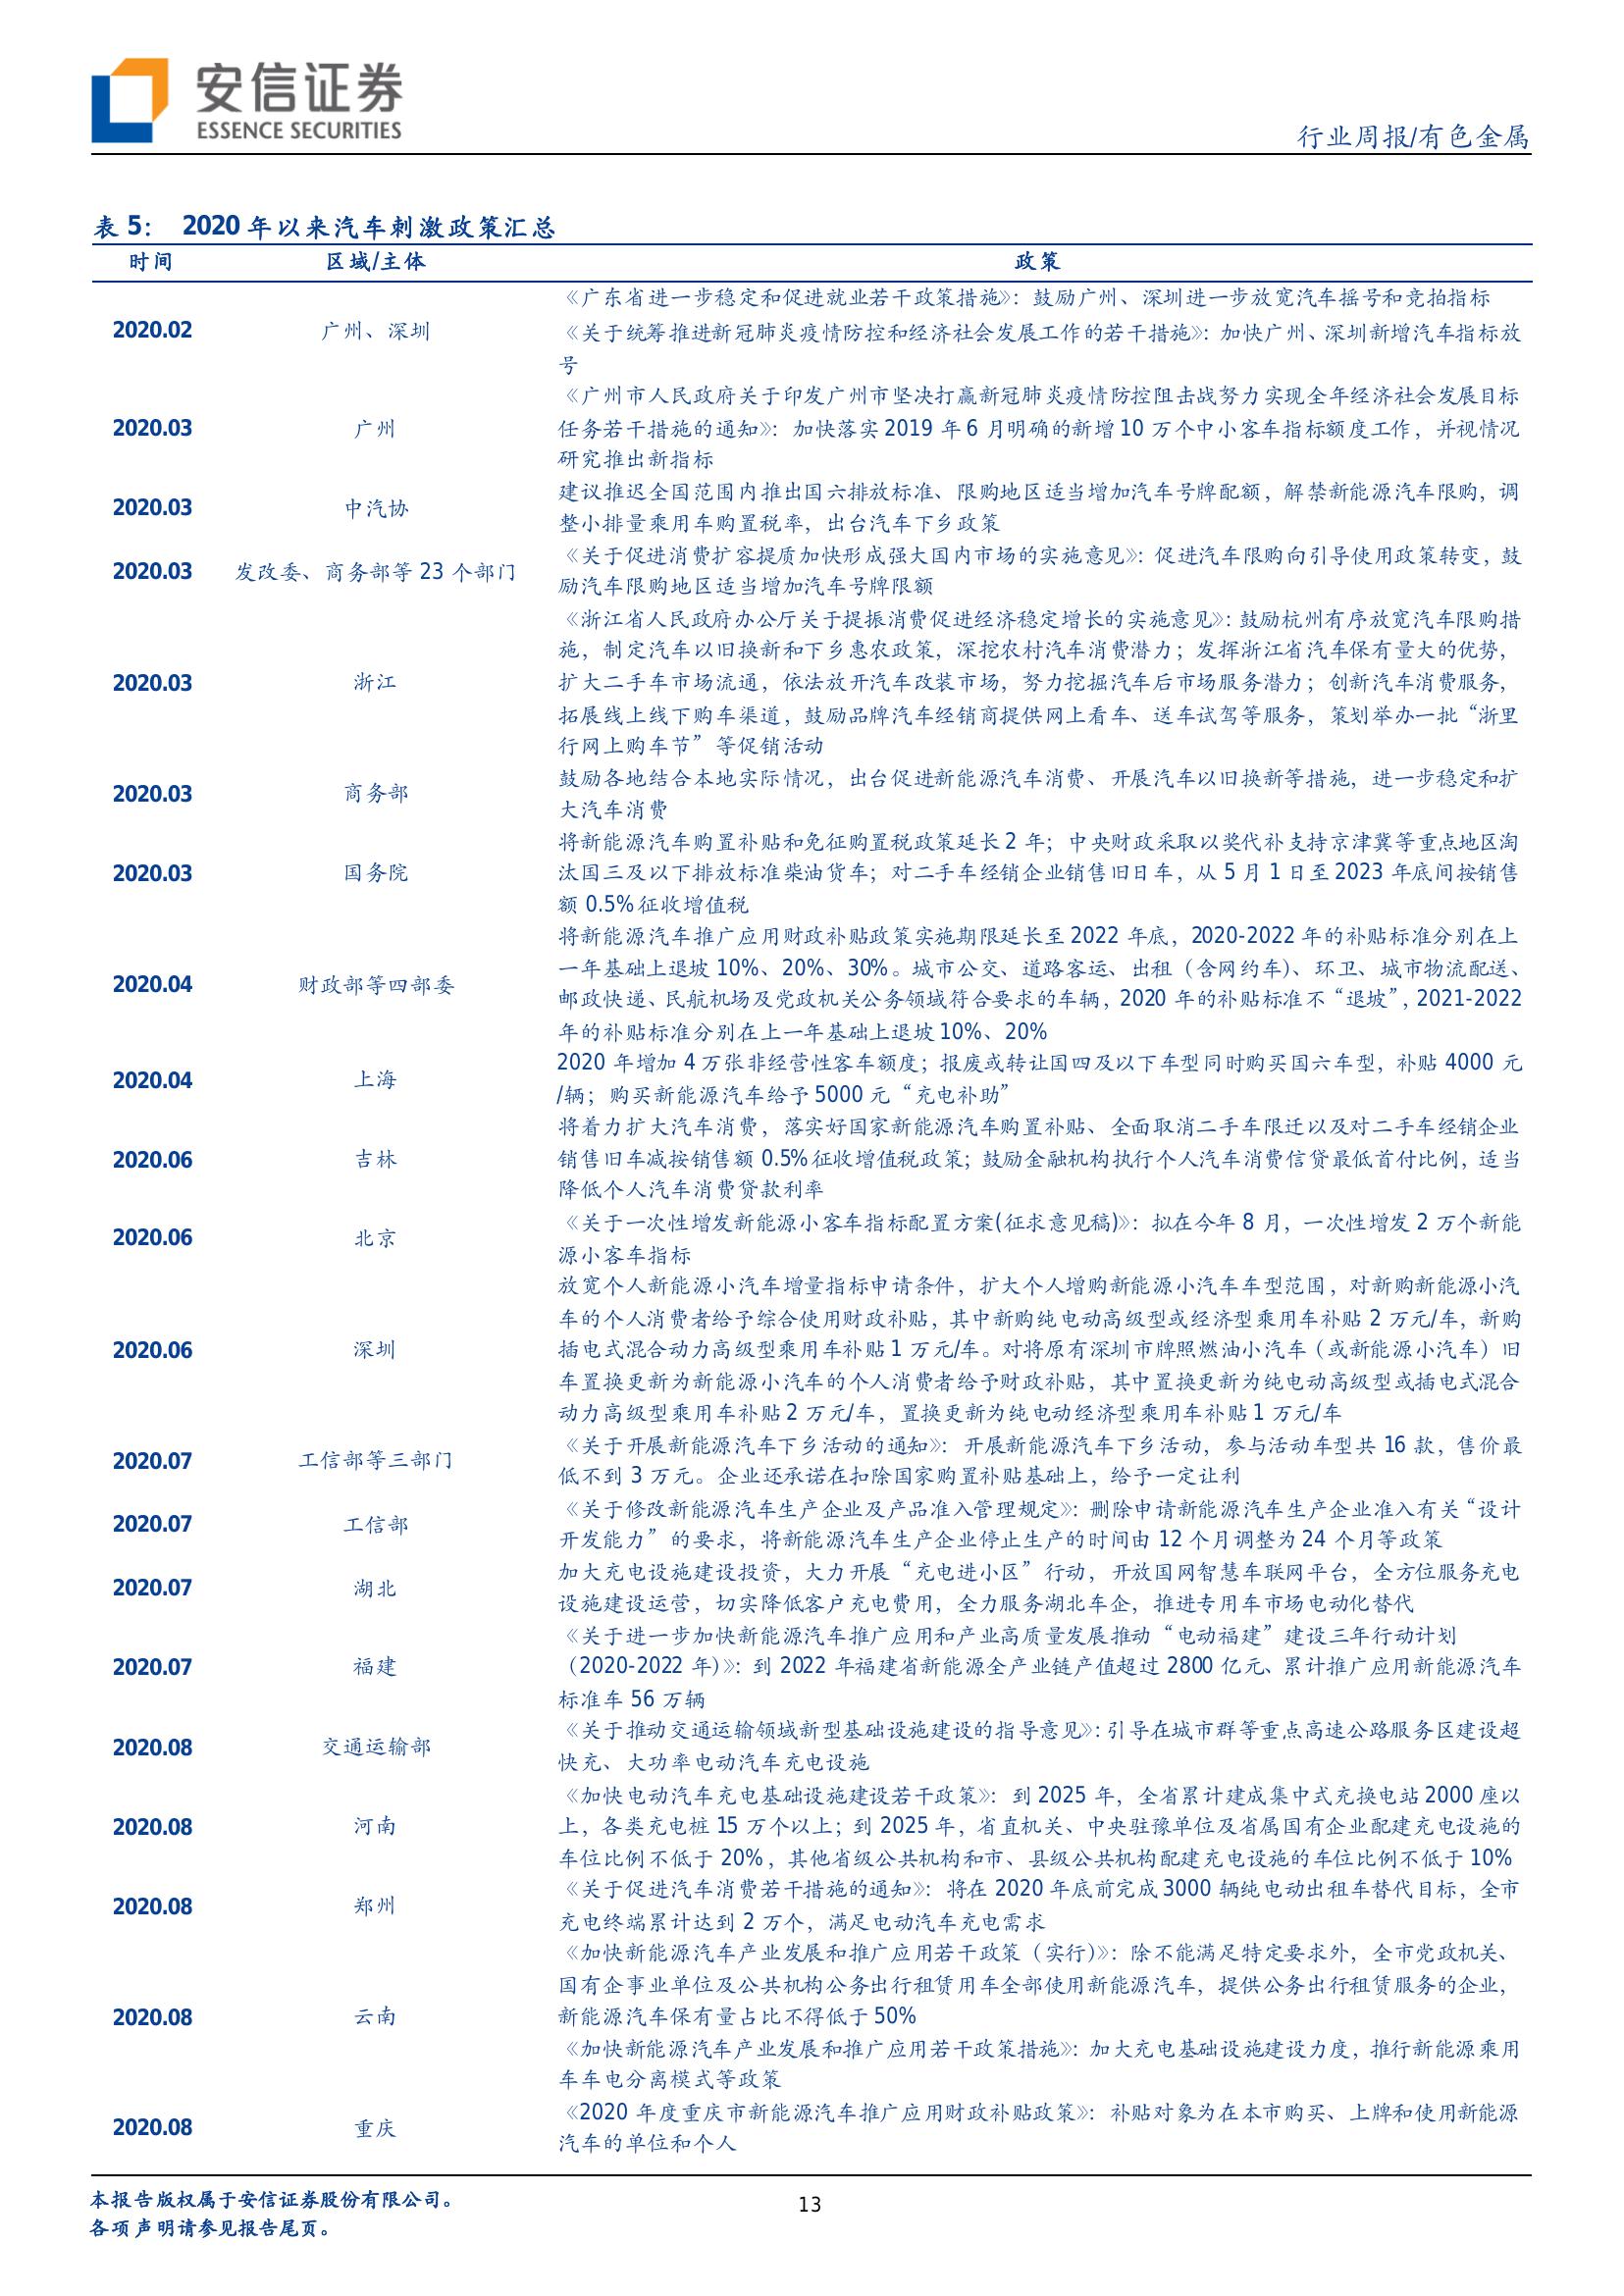 安信证券
ESSENCE SECURITIES
行业周报/有色金属
表 5： 2020 年以来汽车刺激政策汇总
时间 区域/主体 政策
《广东省进一步稳定和促进就业若干政策措施》：鼓励广州、深圳进一步放宽汽车摇号和竞拍指标
2020.02 广州、深圳 《关于统筹推进新冠肺炎疫情防控和经济社会发展工作的若干措施》：加快广州、深圳新增汽车指标放
号
《广州市人民政府关于印发广州市坚决打赢新冠肺炎疫情防控阻击战努力实现全年经济社会发展目标
2020.03 广州 任务若干措施的通知》：加快落实 2019 年 6 月明确的新增 10 万个中小客车指标额度工作，并视情况
研究推出新指标
2020.03 中汽协 建议推迟全国范围内推出国六排放标准、限购地区适当增加汽车号牌配额，解禁新能源汽车限购，调
整小排量乘用车购置税率，出台汽车下乡政策
2020.03 发改委、商务部等 23 个部门 《关于促进消费扩容提质加快形成强大国内市场的实施意见》：促进汽车限购向引导使用政策转变，鼓
励汽车限购地区适当增加汽车号牌限额
《浙江省人民政府办公厅关于提振消费促进经济稳定增长的实施意见》：鼓励杭州有序放宽汽车限购措
施，制定汽车以旧换新和下乡惠农政策，深挖农村汽车消费潜力；发挥浙江省汽车保有量大的优势，
2020.03 浙江 扩大二手车市场流通，依法放开汽车改装市场，努力挖掘汽车后市场服务潜力；创新汽车消费服务，
拓展线上线下购车渠道，鼓励品牌汽车经销商提供网上看车、送车试驾等服务，策划举办一批“浙里
行网上购车节”等促销活动
2020.03 商务部 鼓励各地结合本地实际情况，出台促进新能源汽车消费、开展汽车以旧换新等措施，进一步稳定和扩
大汽车消费
将新能源汽车购置补贴和免征购置税政策延长 2 年；中央财政采取以奖代补支持京津冀等重点地区淘
2020.03 国务院 汰国三及以下排放标准柴油货车；对二手车经销企业销售旧日车，从 5 月 1 日至 2023 年底间按销售
额 0.5%征收增值税
将新能源汽车推广应用财政补贴政策实施期限延长至 2022 年底，2020-2022 年的补贴标准分别在上
一年基础上退坡 10%、20%、30%。城市公交、道路客运、出租（含网约车）、环卫、城市物流配送、
2020.04 财政部等四部委 邮政快递、民航机场及党政机关公务领域符合要求的车辆，2020 年的补贴标准不“退坡”，2021-2022
年的补贴标准分别在上一年基础上退坡 10%、20%
2020.04 上海 2020 年增加 4 万张非经营性客车额度；报废或转让国四及以下车型同时购买国六车型，补贴 4000 元
/辆；购买新能源汽车给予 5000 元“充电补助”
将着力扩大汽车消费，落实好国家新能源汽车购置补贴、全面取消二手车限迁以及对二手车经销企业
2020.06 吉林 销售旧车减按销售额 0.5%征收增值税政策；鼓励金融机构执行个人汽车消费信贷最低首付比例，适当
降低个人汽车消费贷款利率
2020.06 北京 《关于一次性增发新能源小客车指标配置方案(征求意见稿)》：拟在今年 8 月，一次性增发 2 万个新能
源小客车指标
放宽个人新能源小汽车增量指标申请条件，扩大个人增购新能源小汽车车型范围，对新购新能源小汽
车的个人消费者给予综合使用财政补贴，其中新购纯电动高级型或经济型乘用车补贴 2 万元/车，新购
2020.06 深圳 插电式混合动力高级型乘用车补贴 1 万元/车。对将原有深圳市牌照燃油小汽车（或新能源小汽车）旧
车置换更新为新能源小汽车的个人消费者给予财政补贴，其中置换更新为纯电动高级型或插电式混合
动力高级型乘用车补贴 2 万元/车，置换更新为纯电动经济型乘用车补贴 1 万元/车
2020.07 工信部等三部门 《关于开展新能源汽车下乡活动的通知》：开展新能源汽车下乡活动，参与活动车型共 16 款，售价最
低不到 3 万元。企业还承诺在扣除国家购置补贴基础上，给予一定让利
2020.07 工信部 《关于修改新能源汽车生产企业及产品准入管理规定》：删除申请新能源汽车生产企业准入有关“设计
开发能力”的要求，将新能源汽车生产企业停止生产的时间由 12 个月调整为 24 个月等政策
2020.07 湖北 加大充电设施建设投资，大力开展“充电进小区”行动，开放国网智慧车联网平台，全方位服务充电
设施建设运营，切实降低客户充电费用，全力服务湖北车企，推进专用车市场电动化替代
《关于进一步加快新能源汽车推广应用和产业高质量发展推动“电动福建”建设三年行动计划
2020.07 福建 （2020-2022 年）》：到 2022 年福建省新能源全产业链产值超过 2800 亿元、累计推广应用新能源汽车
标准车 56 万辆
2020.08 交通运输部 《关于推动交通运输领域新型基础设施建设的指导意见》：引导在城市群等重点高速公路服务区建设超
快充、大功率电动汽车充电设施
《加快电动汽车充电基础设施建设若干政策》：到 2025 年，全省累计建成集中式充换电站 2000 座以
2020.08 河南 上，各类充电桩 15 万个以上；到 2025 年，省直机关、中央驻豫单位及省属国有企业配建充电设施的
车位比例不低于 20%，其他省级公共机构和市、县级公共机构配建充电设施的车位比例不低于 10%
2020.08 郑州 《关于促进汽车消费若干措施的通知》：将在 2020 年底前完成 3000 辆纯电动出租车替代目标，全市
充电终端累计达到 2 万个，满足电动汽车充电需求
《加快新能源汽车产业发展和推广应用若干政策（实行）》：除不能满足特定要求外，全市党政机关、
国有企事业单位及公共机构公务出行租赁用车全部使用新能源汽车，提供公务出行租赁服务的企业，
2020.08 云南 新能源汽车保有量占比不得低于 50%
《加快新能源汽车产业发展和推广应用若干政策措施》：加大充电基础设施建设力度，推行新能源乘用
车车电分离模式等政策
2020.08 重庆 《2020 年度重庆市新能源汽车推广应用财政补贴政策》：补贴对象为在本市购买、上牌和使用新能源
汽车的单位和个人
本报告版权属于安信证券股份有限公司。
各项声明请参见报告尾页。
13